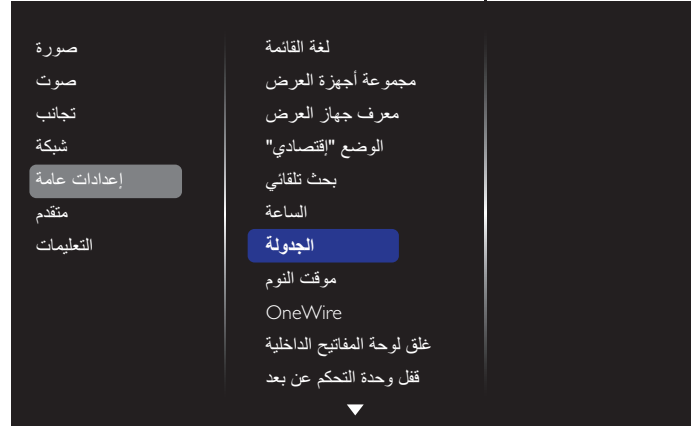 صورة
صوت
تجانب
شبكة
إعدادات عامة
متقدم
التعليمات
لغة القائمة
مجموعة أجهزة العرض
معرف جهاز العرض
الوضع "إقتصادي"
بحث تلقائي
الساعة
الجدولة
موقت النوم
OneWire
غلق لوحة المفاتيح الداخلية
قفل وحدة التحكم عن بعد